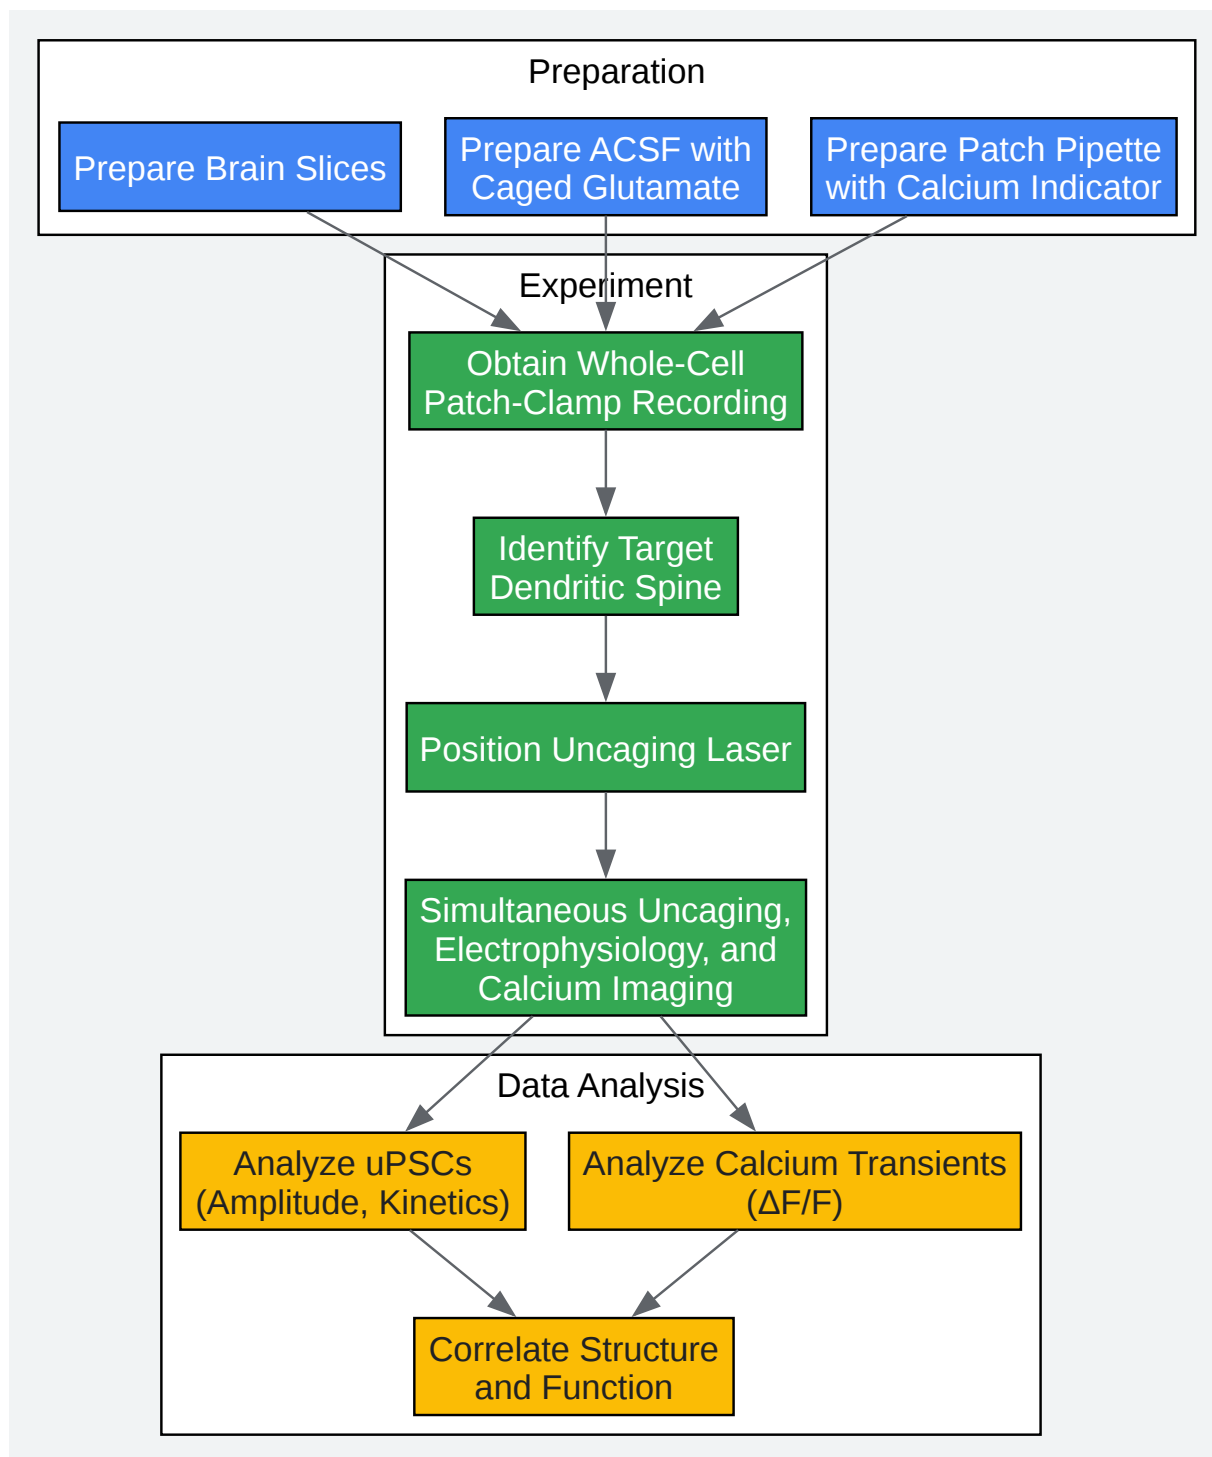 Preparation
Prepare Brain Slices
Prepare ACSF with
Caged Glutamate
Prepare Patch Pipette
with Calcium Indicator
Experiment
Obtain Whole-Cell
Patch-Clamp Recording
Identify Target
Dendritic Spine
Position Uncaging Laser
Simultaneous Uncaging,
Electrophysiology, and
Calcium Imaging
Data Analysis
Analyze uPSCs
(Amplitude, Kinetics)
Analyze Calcium Transients
(ΔF/F)
Correlate Structure
and Function